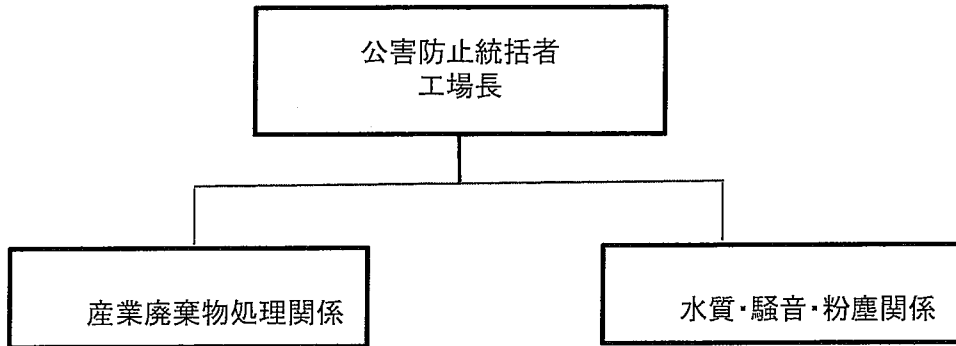 公害防止統括者
工場長
産業廃棄物処理関係
水質・騒音・粉塵関係